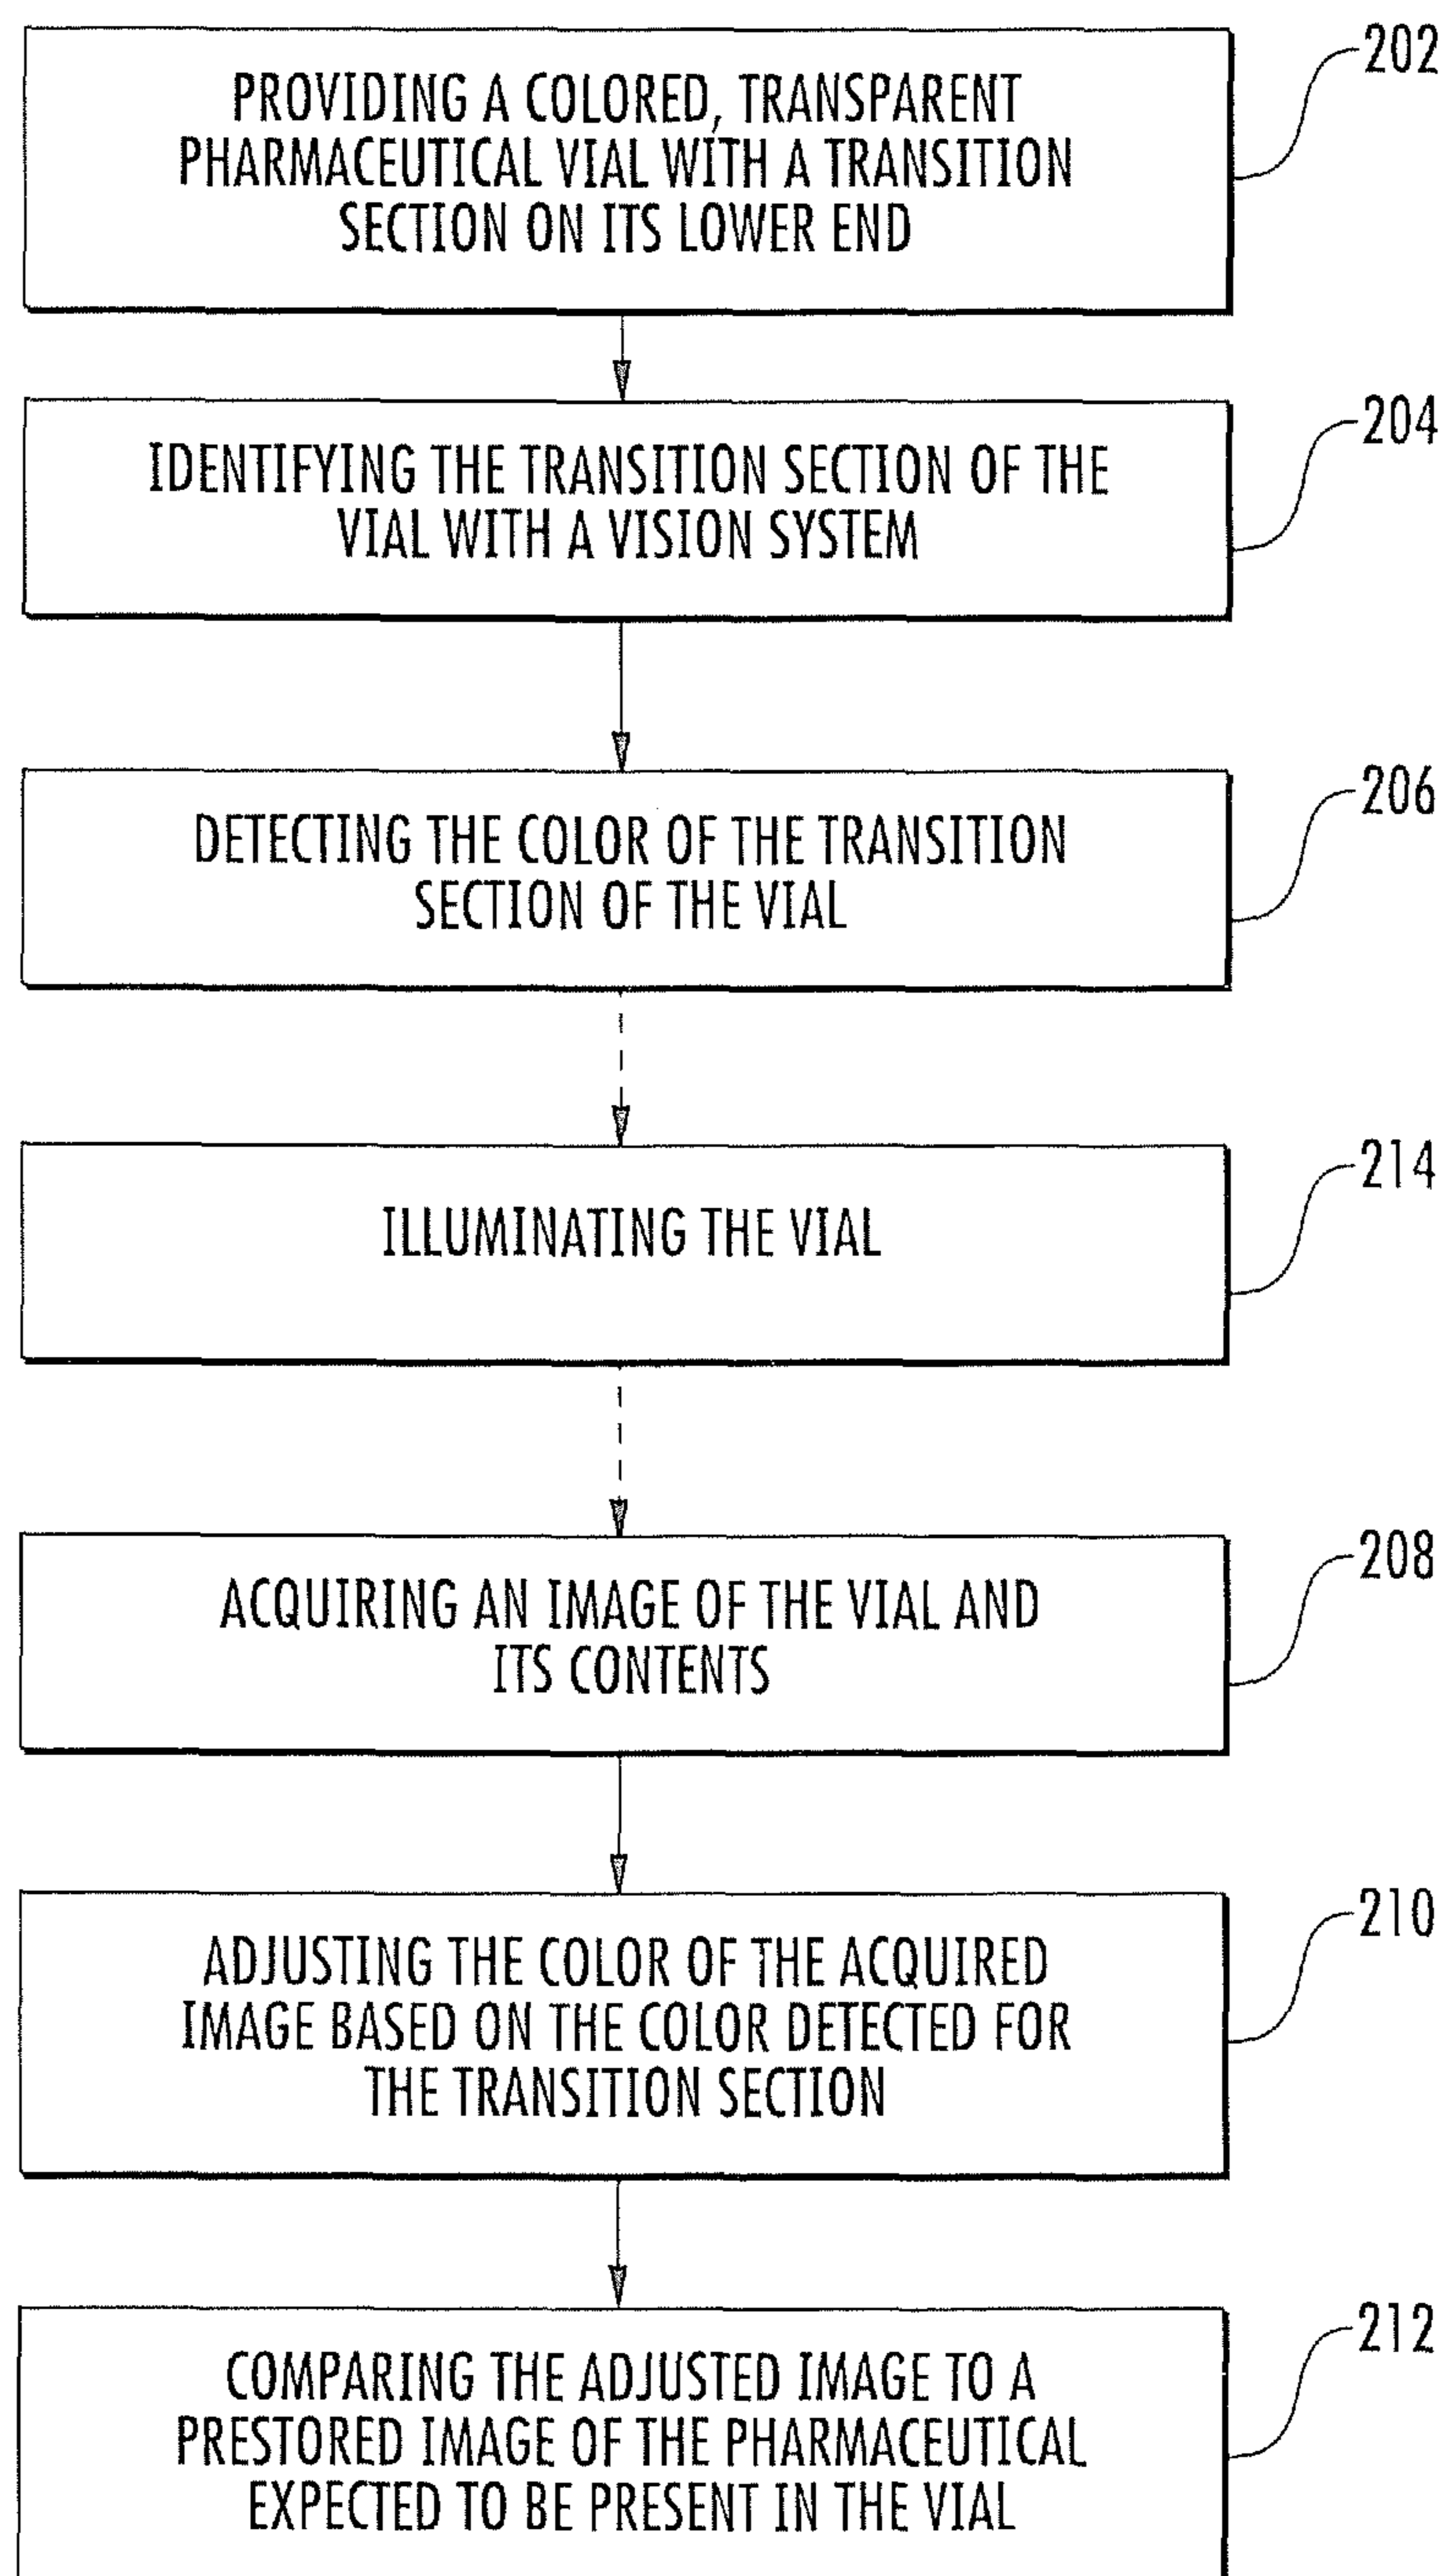 202
PROVIDING A COLORED, TRANSPARENT
PHARMACEUTICAL VIAL WITH A TRANSITION
SECTION ON ITS LOWER END
204
IDENTIFYING THE TRANSITION SECTION OF THE
VIAL WITH A VISION SYSTEM
206
DETECTING THE COLOR OF THE TRANSITION
SECTION OF THE VIAL
214
ILLUMINATING THE VIAL
208
ACQUIRING AN IMAGE OF THE VIAL AND
ITS CONTENTS
210
ADJUSTING THE COLOR OF THE ACQUIRED
IMAGE BASED ON THE COLOR DETECTED FOR
THE TRANSITION SECTION
212
COMPARING THE ADJUSTED IMAGE TO A
PRESTORED IMAGE OF THE PHARMACEUTICAL
EXPECTED TO BE PRESENT IN THE VIAL